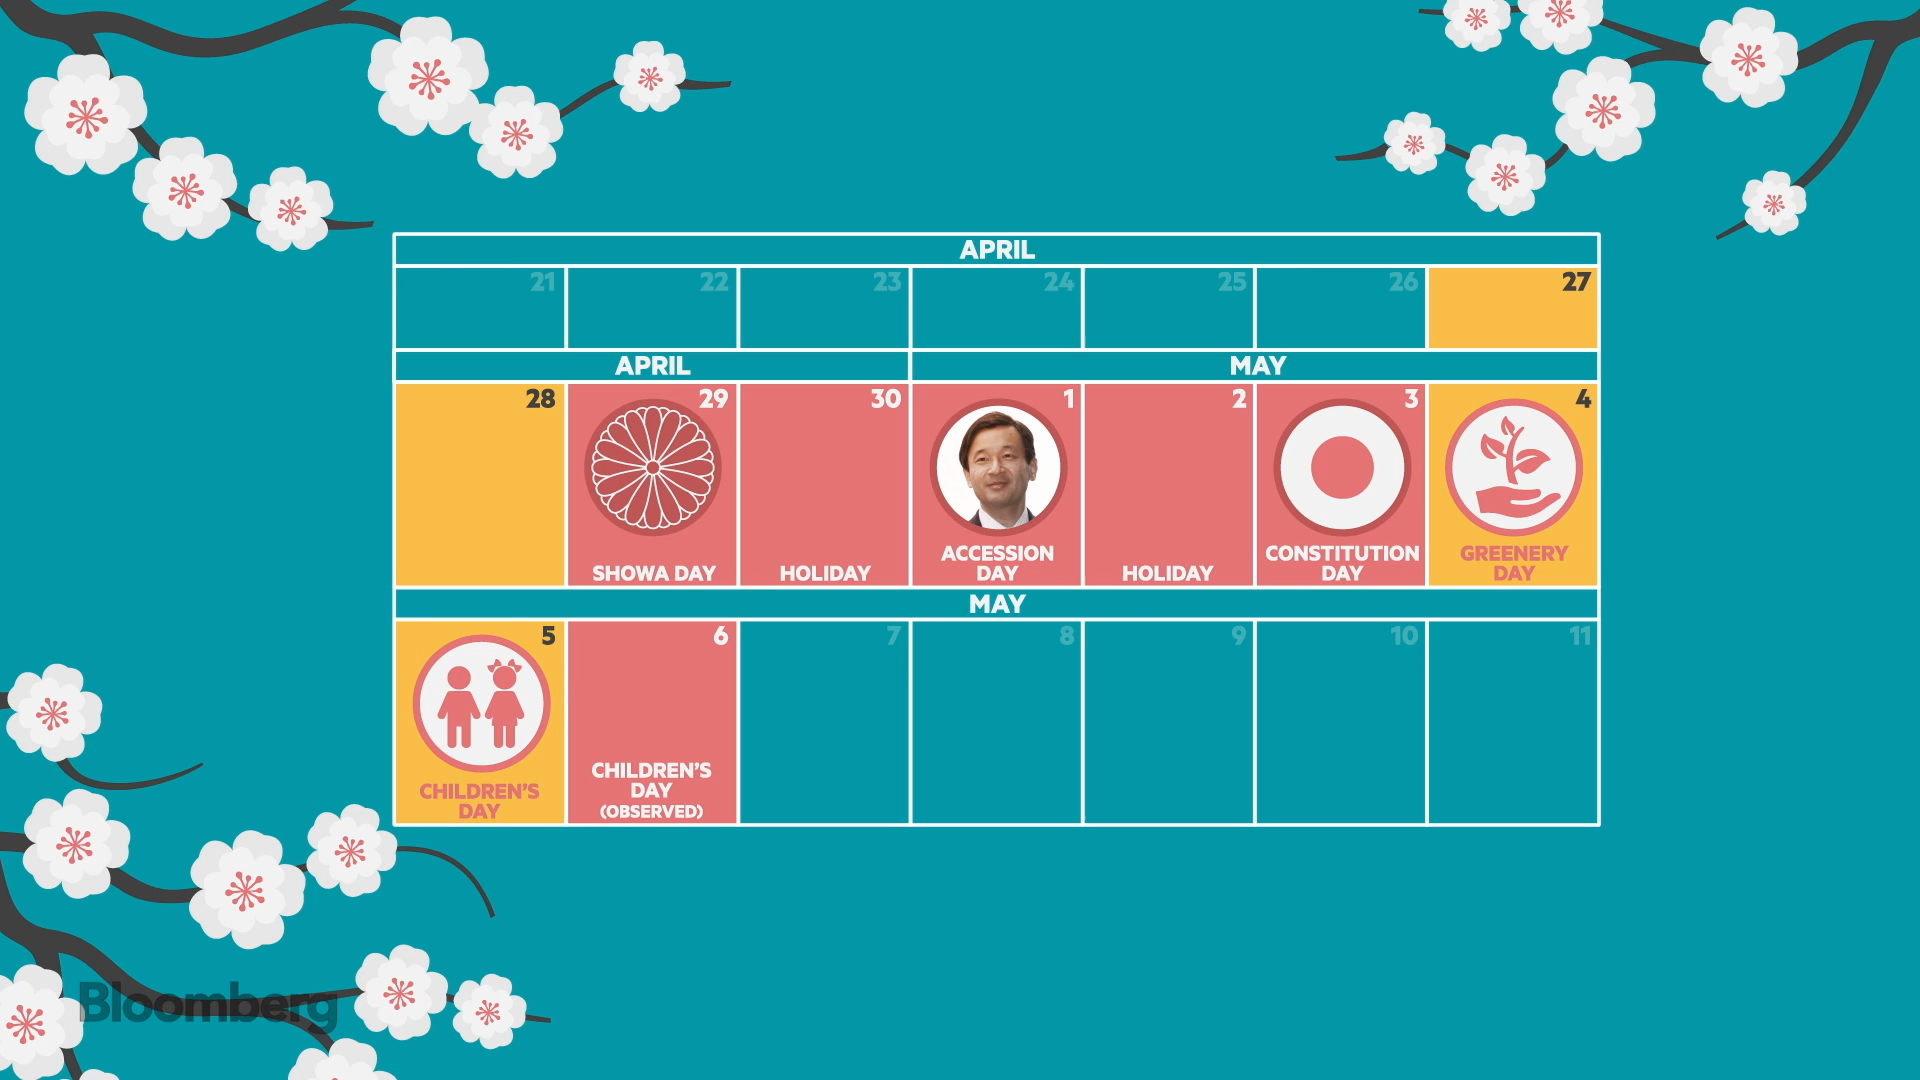 APRIL
21 22 23 24 25 26 27
APRIL MAY
28 29 30 1 2 3 4
SHOWA DAY
HOLIDAY
ACCESSION
DAY
HOLIDAY
CONSTITUTION
DAY
GREENERY
DAY
MAY
5 6 7 8 9 10 11
CHILDREN'S
DAY
CHILDREN'S
DAY
(OBSERVED)
Bloomberg